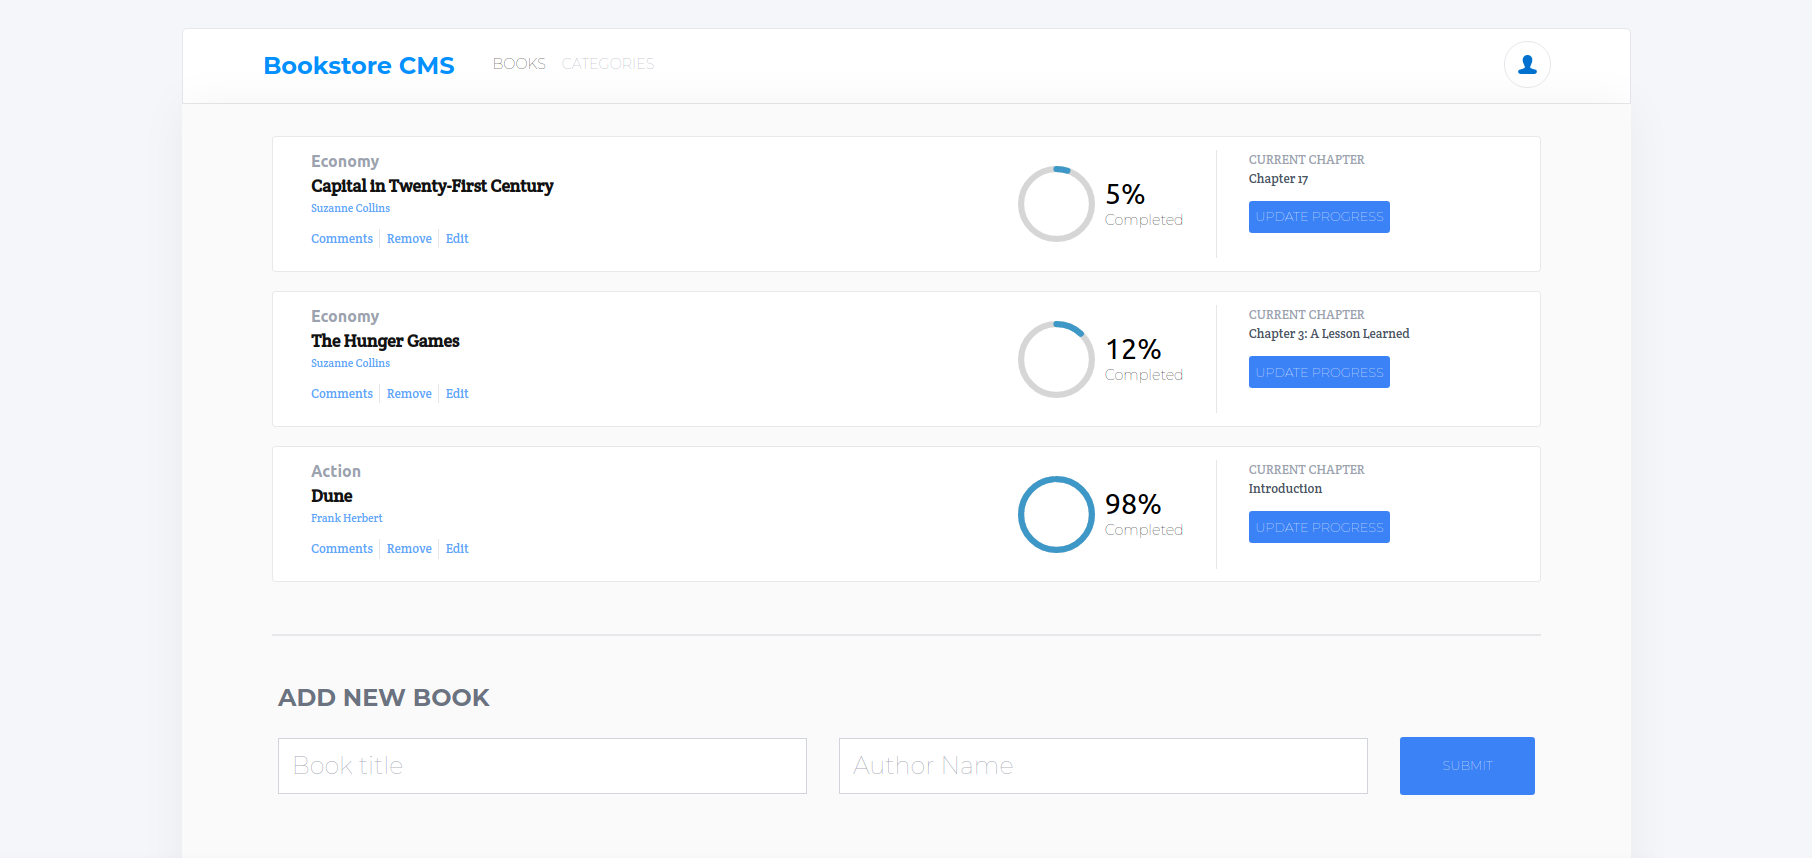 Bookstore CMS BOOKS CATEGORIES
Economy
Capital in Twenty-First Century
Suzanne Collins
Comments Remove Edit
5%
Completed
CURRENT CHAPTER
Chapter 17
UPDATE PROGRESS
Economy
The Hunger Games
Suzanne Collins
Comments Remove Edit
12%
Completed
CURRENT CHAPTER
Chapter 3: A Lesson Learned
UPDATE PROGRESS
Action
Dune
Frank Herbert
Comments Remove Edit
98%
Completed
CURRENT CHAPTER
Introduction
UPDATE PROGRESS
ADD NEW BOOK
Book title Author Name SUBMIT